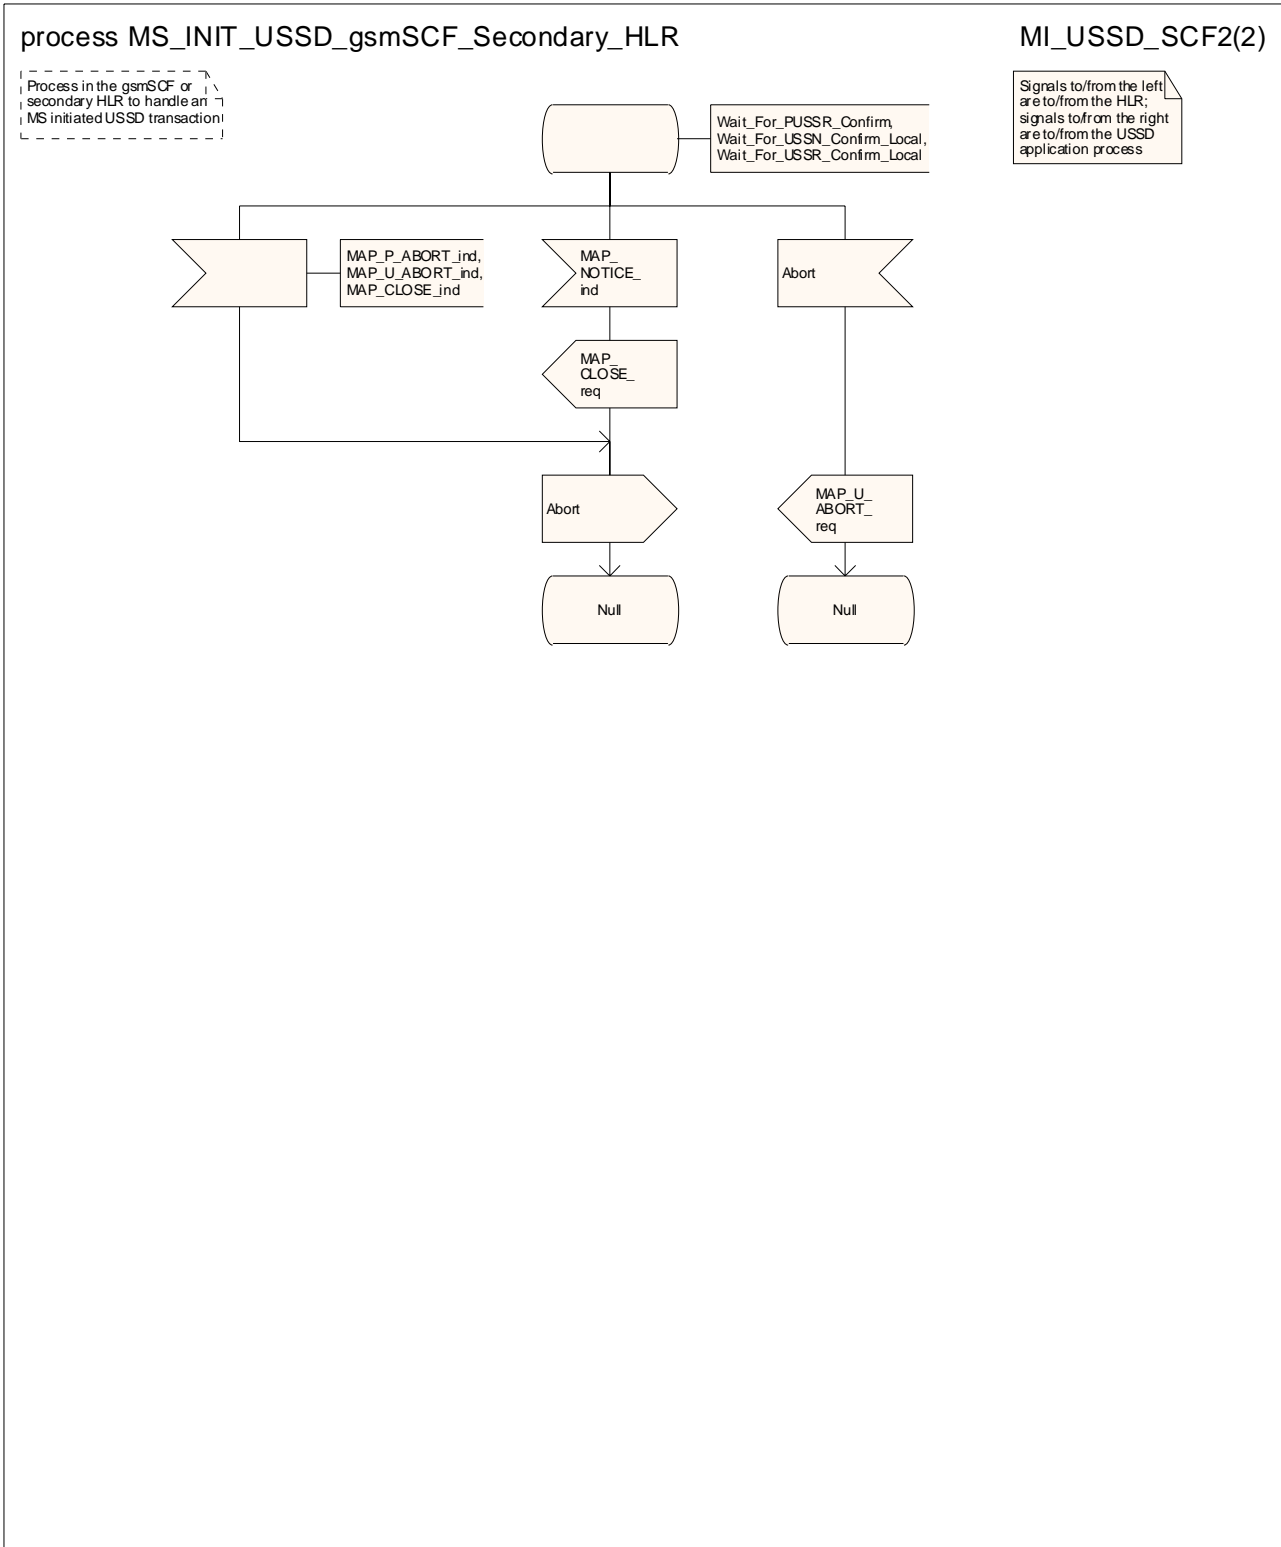 process MS_INIT_USSD_gsmSCF_Secondary_HLR
MI_USSD_SCF2(2)
Process in the gsmSCF or
secondary HLR to handle an
MS initiated USSD transaction
Signals to/from the left
are to/from the HLR;
signals to/from the right
are to/from the USSD
application process
Wait_For_PUSSR_Confirm,
Wait_For_USSN_Confirm_Local,
Wait_For_USSR_Confirm_Local
MAP_P_ABORT_ind,
MAP_U_ABORT_ind,
MAP_CLOSE_ind
MAP_
NOTICE_
ind
Abort
MAP_
CLOSE_
req
Abort
MAP_U_
ABORT_
req
Null
Null